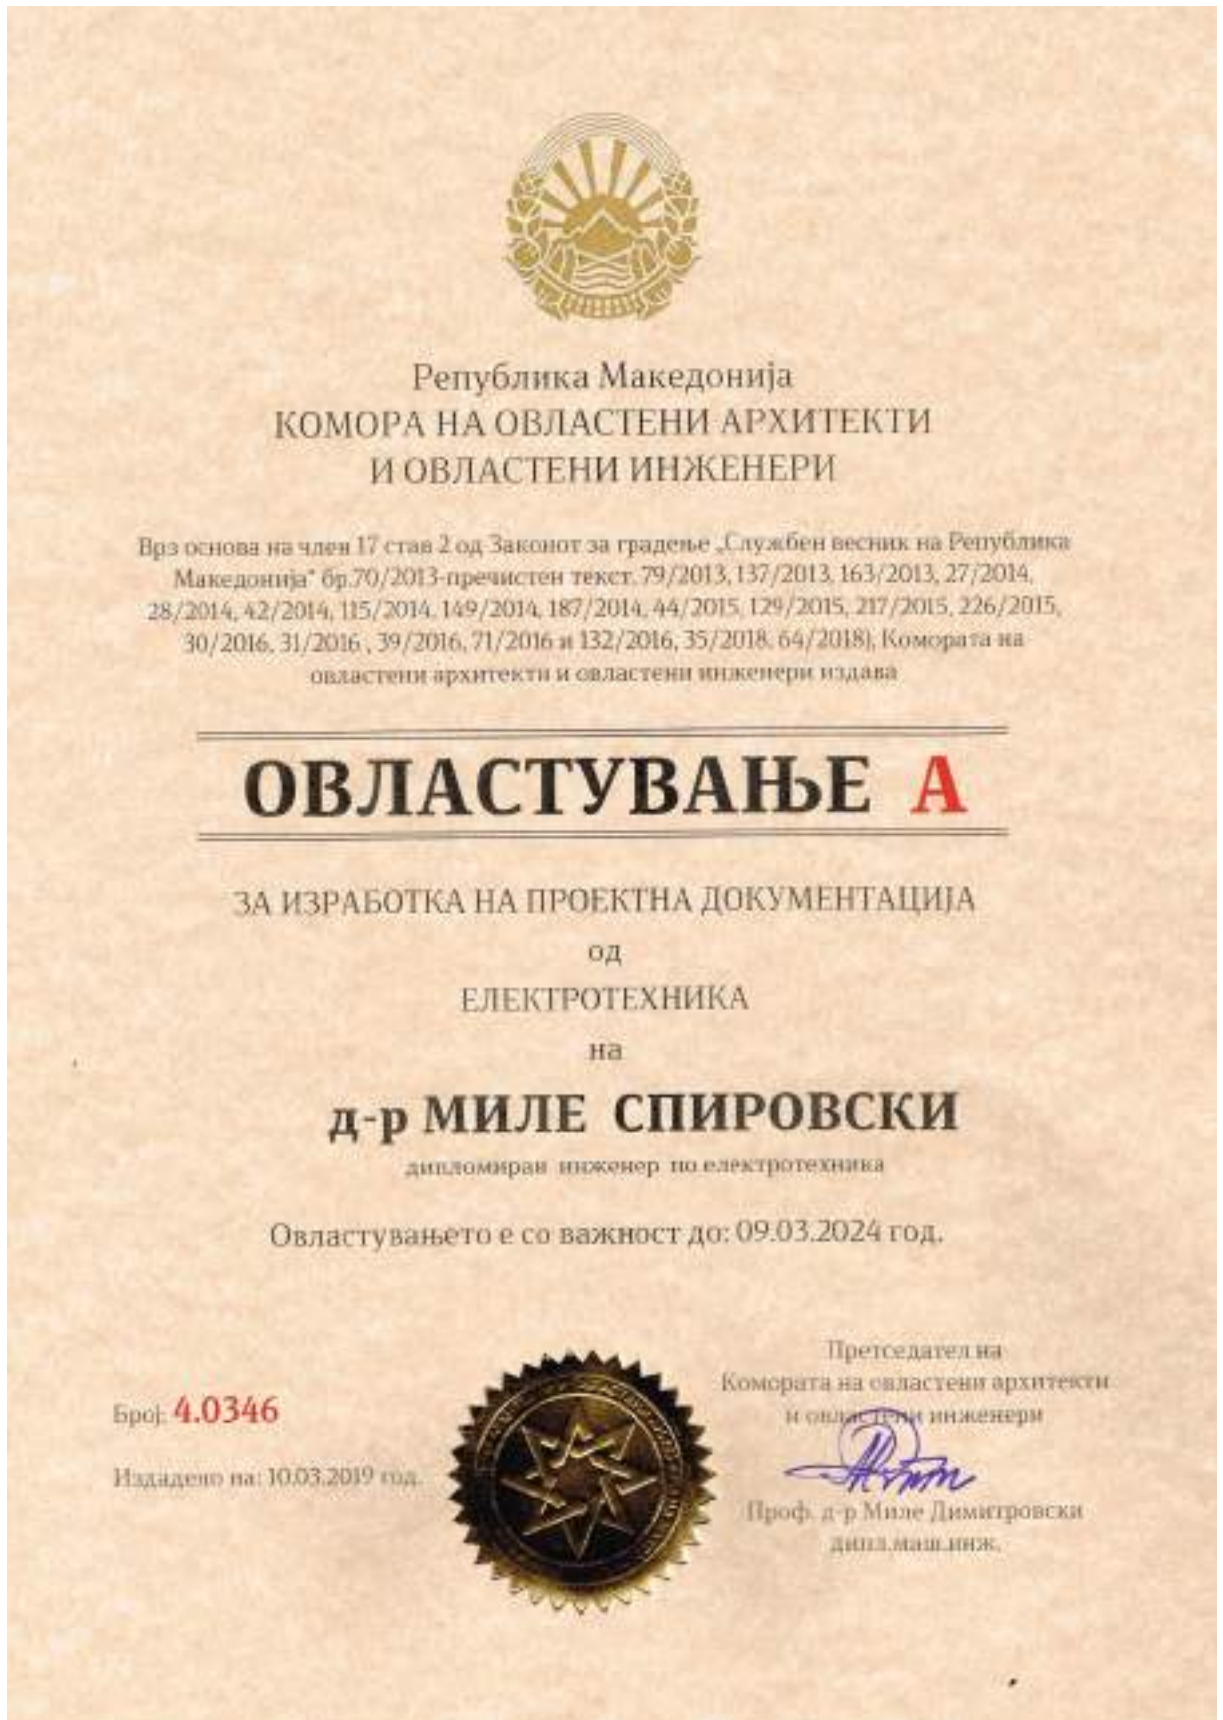 Република Македонија
КОМОРА НА ОВЛАСТЕНИ АРХИТЕКТИ
И ОВЛАСТЕНИ ИНЖЕНЕРИ
Врз основа на член 17 став 2 од Законот за градење „Службен весник на Република
Македонија“ бр.70/2013-пречистен текст, 79/2013, 137/2013, 163/2013, 27/2014,
28/2014, 42/2014, 115/2014, 149/2014, 187/2014, 44/2015, 129/2015, 217/2015, 226/2015,
30/2016, 31/2016 , 39/2016, 71/2016 и 132/2016, 35/2018, 64/2018), Комората на
овластени архитекти и овластени инженери издава
ОВЛАСТУВАЊЕ А
ЗА ИЗРАБОТКА НА ПРОЕКТНА ДОКУМЕНТАЦИЈА
од
ЕЛЕКТРОТЕХНИКА
на
д-р МИЛЕ СПИРОВСКИ
дипломиран инженер по електротехника
Овластувањето е со важност до: 09.03.2024 год.
Број: 4.0346
Издадено на: 10.03.2019 год.
Претседател на
Комората на овластени архитекти
и овластени инженери
Проф. д-р Миле Димитровски
дипл.маш.инж.